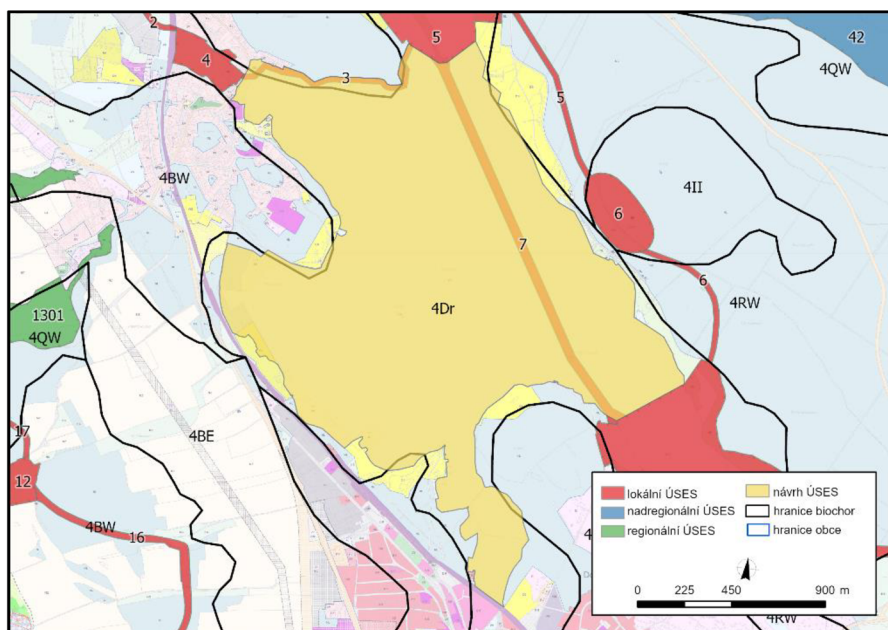 2
4
3
5
42
4QW
5
4BW
4II
6
7
6
4Dr
4RW
1301
4QW
4BE
17
12
4BW
16
lokální ÚSES
nadregionální ÚSES
regionální ÚSES
návrh ÚSES
hranice biochor
hranice obce
0 225 450 900 m
4RW